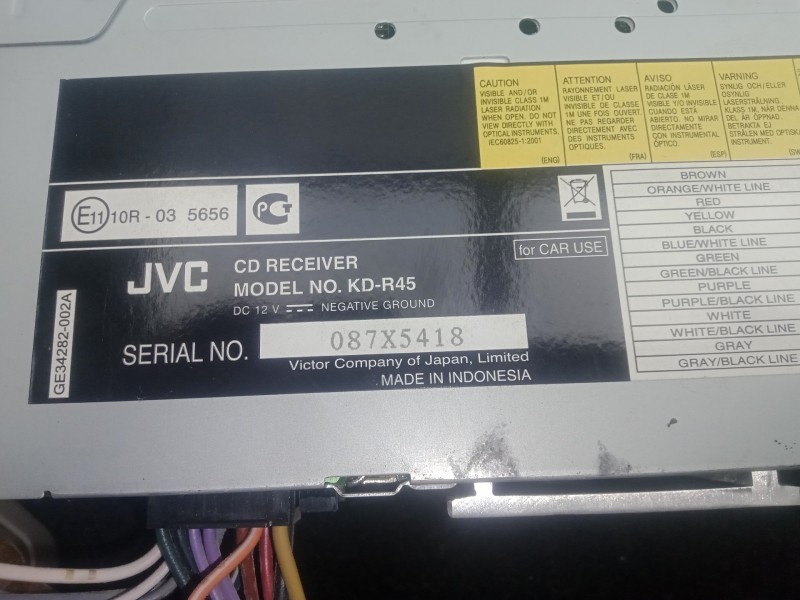 CAUTION
VISIBLE AND/OR
INVISIBLE CLASS 1M
LASER RADIATION
WHEN OPEN. DO NOT
VIEW DIRECTLY WITH
OPTICAL INSTRUMENTS.
IEC60825-1:2001
(ENG)
ATTENTION
RAYONNEMENT LASER
VISIBLE ET/OU
INVISIBLE DE CLASSE
1M UNE FOIS OUVERT.
NE PAS REGARDER
DIRECTEMENT AVEC
DES INSTRUMENTS
OPTIQUES.
(FRA)
AVISO
RADIACIÓN LÁSER
DE CLASE 1M
VISIBLE Y/O INVISIBLE
CUANDO ESTÁ
ABIERTO. NO MIRAR
DIRECTAMENTE
CON INSTRUMENTAL
ÓPTICO.
(ESP)
VARNING
SYNLIG OCH/ELLER
OSYNLIG
LASERSTRÅLNING,
KLASS 1M, NÄR DENNA
DEL ÄR ÖPPNAD.
BETRAKTA EJ
STRÅLEN MED OPTISKA
E11 10R - 03 5656
PCT
for CAR USE
JVC
CD RECEIVER
MODEL NO. KD-R45
DC 12 V NEGATIVE GROUND
SERIAL NO. 087X5418
Victor Company of Japan, Limited
MADE IN INDONESIA
GE34282-002A
BROWN
ORANGE/WHITE LINE
RED
YELLOW
BLACK
BLUE/WHITE LINE
GREEN
GREEN/BLACK LINE
PURPLE
PURPLE/BLACK LINE
WHITE
WHITE/BLACK LINE
GRAY
GRAY/BLACK LINE